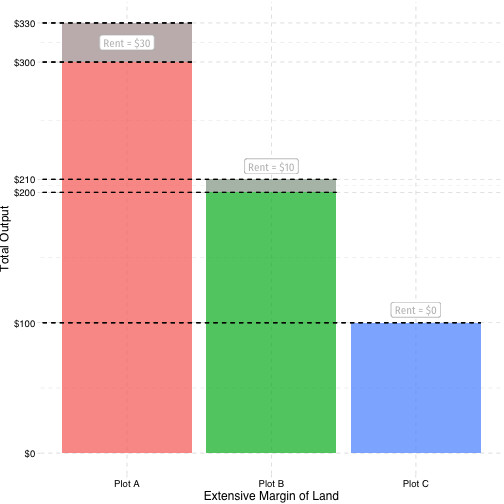 $330
Rent = $30
$300
Rent = $10
$210
$200
Total Output
Rent = $0
$100
$0
Plot A
Plot B
Plot C
Extensive Margin of Land